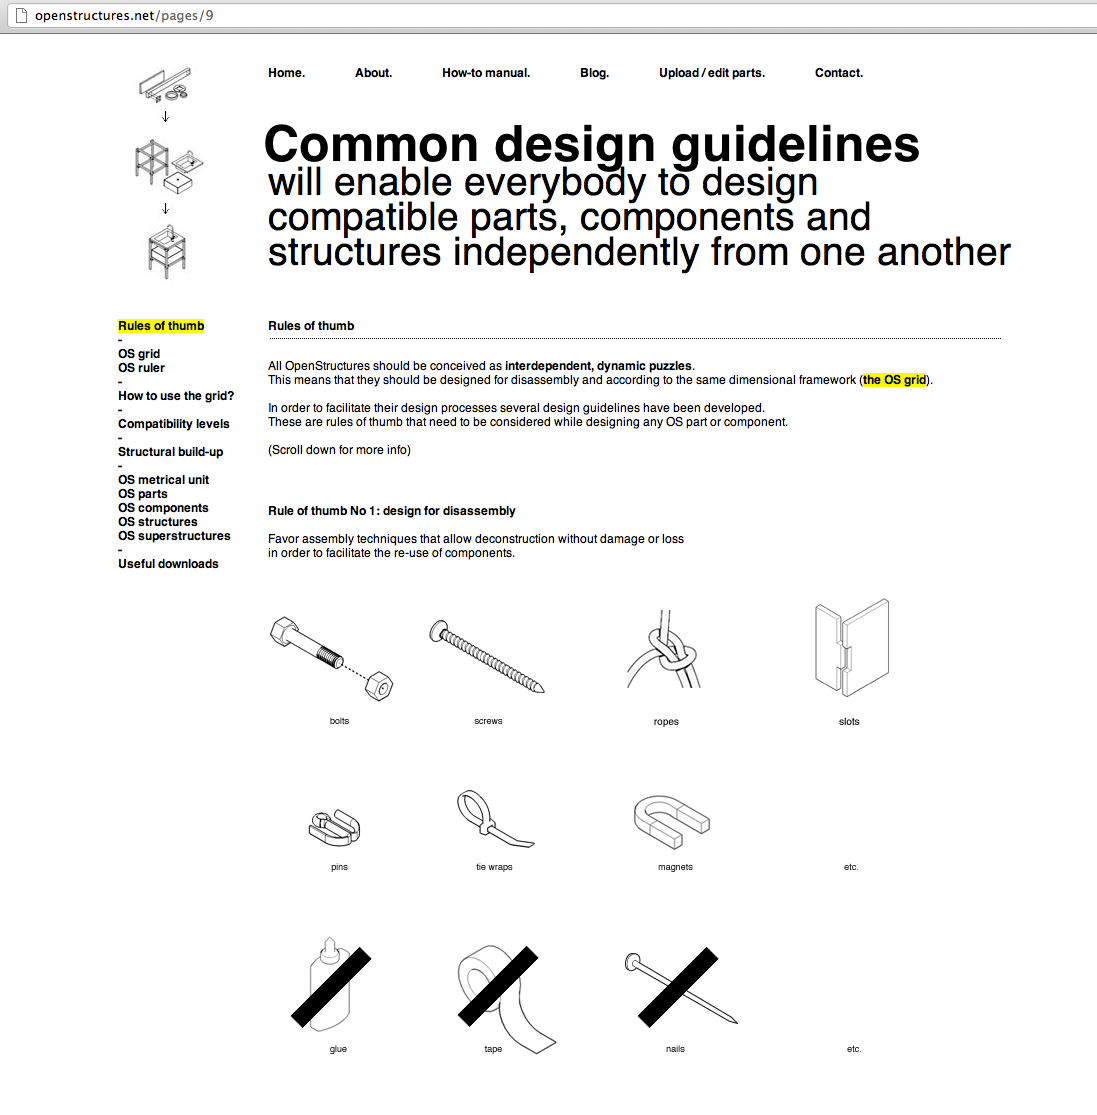 openstructures.net/pages/9
Home. About. How-to manual. Blog. Upload / edit parts. Contact.
Common design guidelines
will enable everybody to design
compatible parts, components and
structures independently from one another
Rules of thumb
-
OS grid
OS ruler
-
How to use the grid?
-
Compatibility levels
-
Structural build-up
-
OS metrical unit
OS parts
OS components
OS structures
OS superstructures
-
Useful downloads
Rules of thumb
All OpenStructures should be conceived as interdependent, dynamic puzzles.
This means that they should be designed for disassembly and according to the same dimensional framework (the OS grid).
In order to facilitate their design processes several design guidelines have been developed.
These are rules of thumb that need to be considered while designing any OS part or component.
(Scroll down for more info)
Rule of thumb No 1: design for disassembly
Favor assembly techniques that allow deconstruction without damage or loss
in order to facilitate the re-use of components.
bolts screws ropes slots
pins tie wraps magnets etc.
glue tape nails etc.